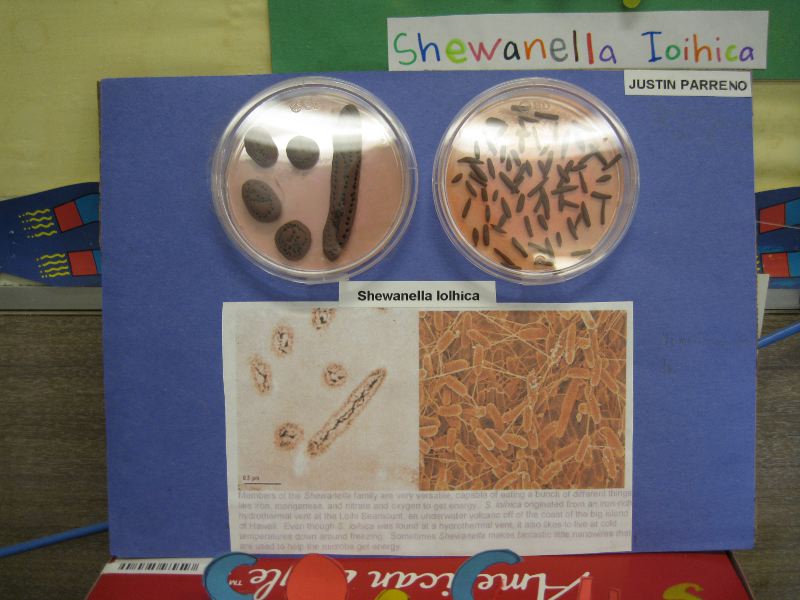 Shewanella Ioihica
JUSTIN PARRENO
Shewanella Iolhica
0.3 µm
Members of the Shewanella family are very versatile, capable of eating a bunch of different things
like iron, manganese, and nitrate and oxygen to get energy. S. loihica originated from an iron-rich
hydrothermal vent at the Loihi Seamount, an underwater volcano off of the coast of the big island
of Hawaii. Even though S. loihica was found at a hydrothermal vent, it also likes to live at cold
temperatures down around freezing. Sometimes Shewanella makes fantastic little nanowires that
are used to help the microbe get energy.
American